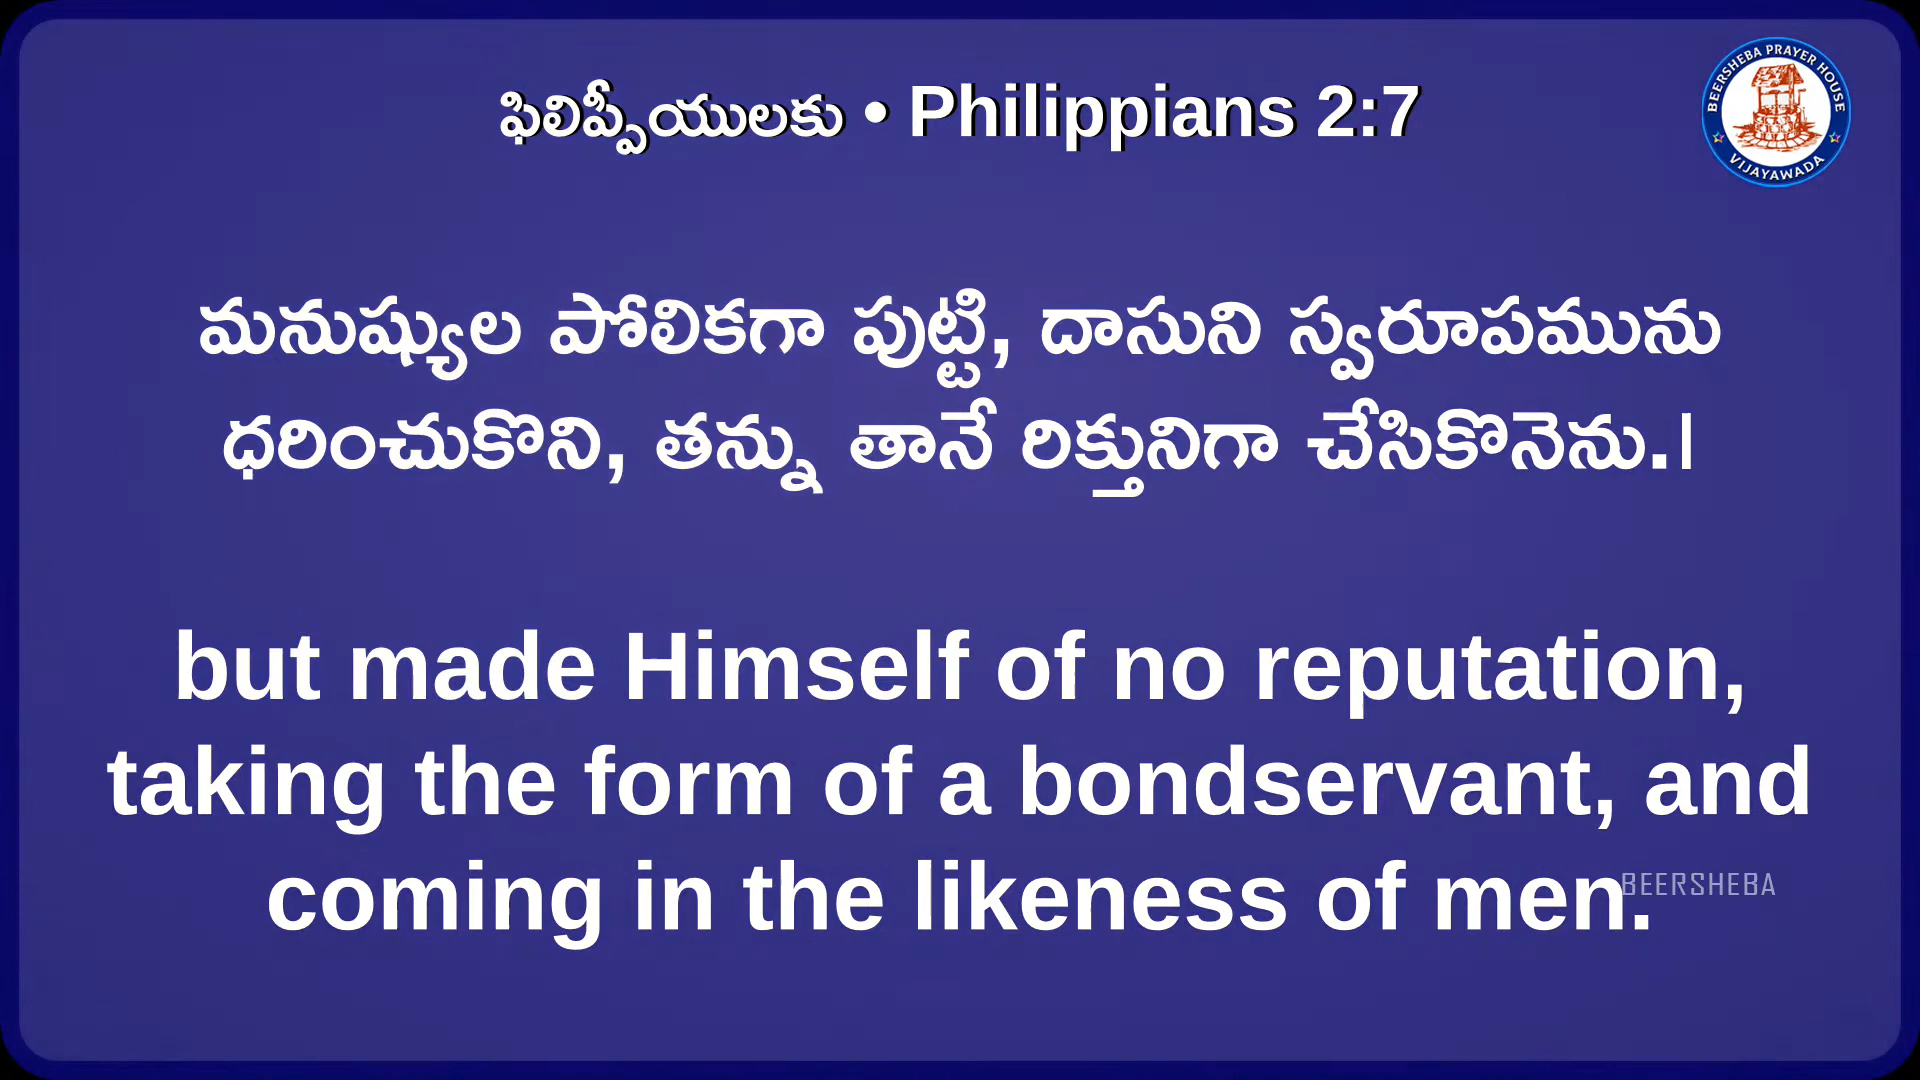 ఫిలిప్పీయులకు • Philippians 2:7
BEERSHEBA PRAYER HOUSE
VIJAYAWADA
మనుష్యుల పోలికగా పుట్టి, దాసుని స్వరూపమును
ధరించుకొని, తన్ను తానే రిక్తునిగా చేసికొనెను.|
but made Himself of no reputation,
taking the form of a bondservant, and
coming in the likeness of men.
BEERSHEBA